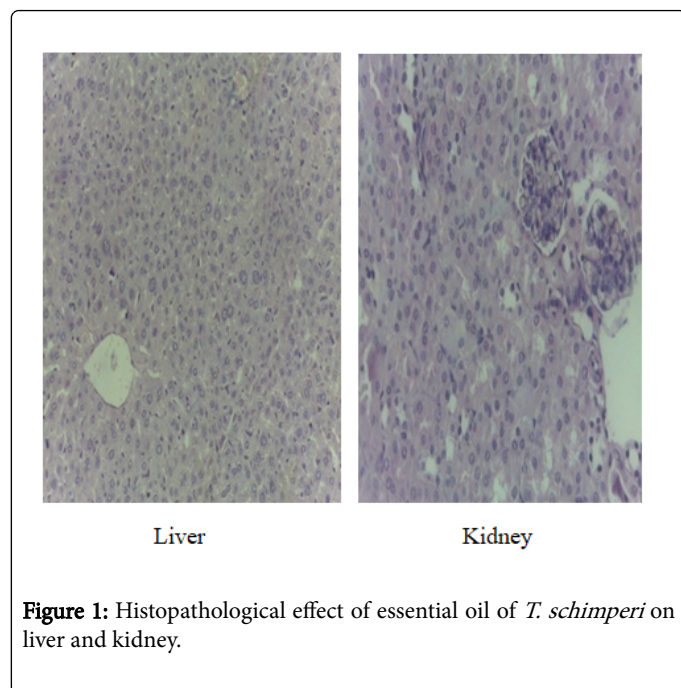 Liver
Kidney
Figure 1: Histopathological effect of essential oil of T. schimperi on
liver and kidney.